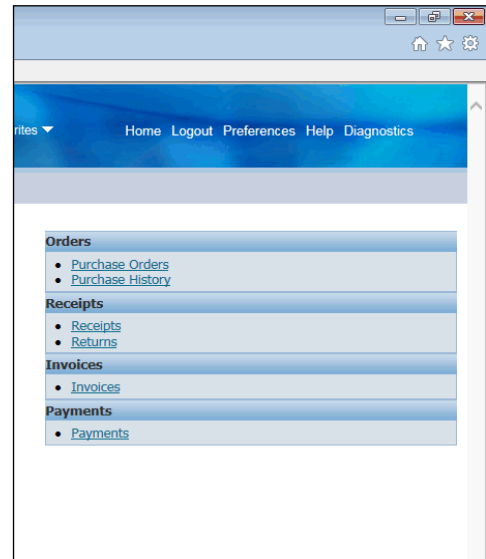 rites Home Logout Preferences Help Diagnostics
Orders
Purchase Orders
Purchase History
Receipts
Receipts
Returns
Invoices
Invoices
Payments
Payments